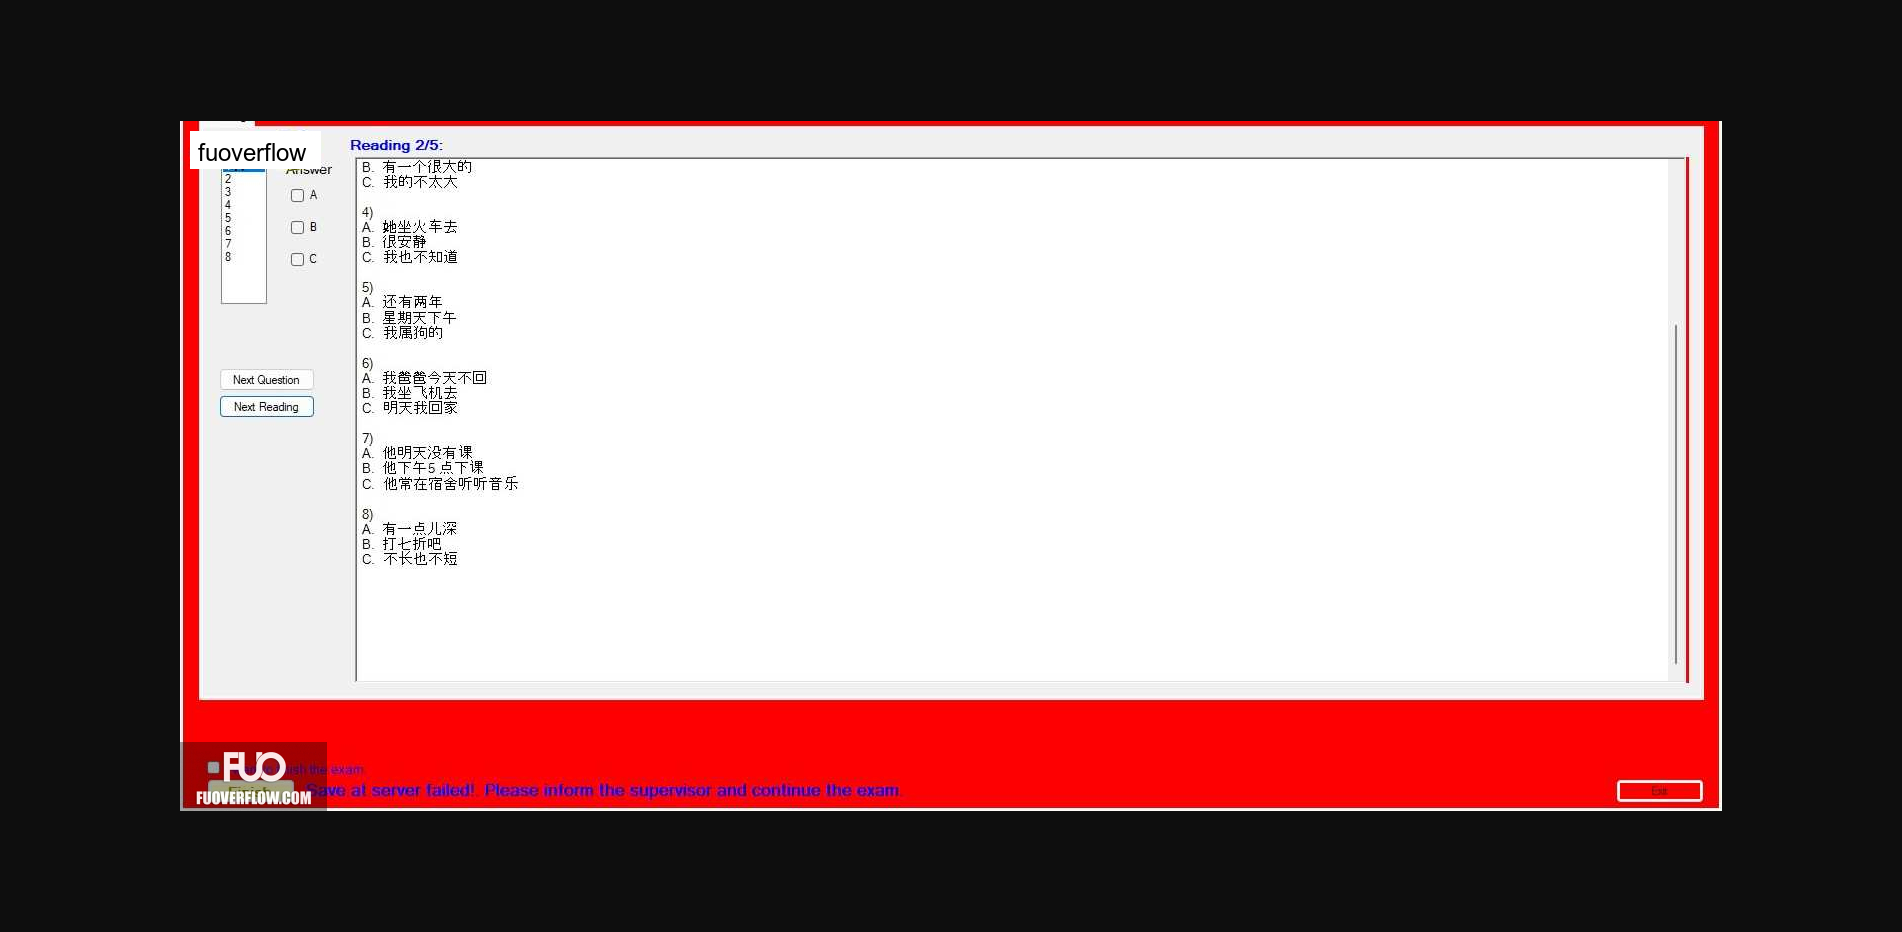 fuoverflow
Reading 2/5:
Answer
2
3
4
5
6
7
8
A
B
C
Next Question
Next Reading
B. 有一个很大的
C. 我的不太大
4)
A. 她坐火车去
B. 很安静
C. 我也不知道
5)
A. 还有两年
B. 星期天下午
C. 我属狗的
6)
A. 我爸爸今天不回
B. 我坐飞机去
C. 明天我回家
7)
A. 他明天没有课
B. 他下午5 点下课
C. 他常在宿舍听听音乐
8)
A. 有一点儿深
B. 打七折吧
C. 不长也不短
FUO
FUOVERFLOW.COM
the exam.
Finish
Save at server failed!. Please inform the supervisor and continue the exam.
Exit